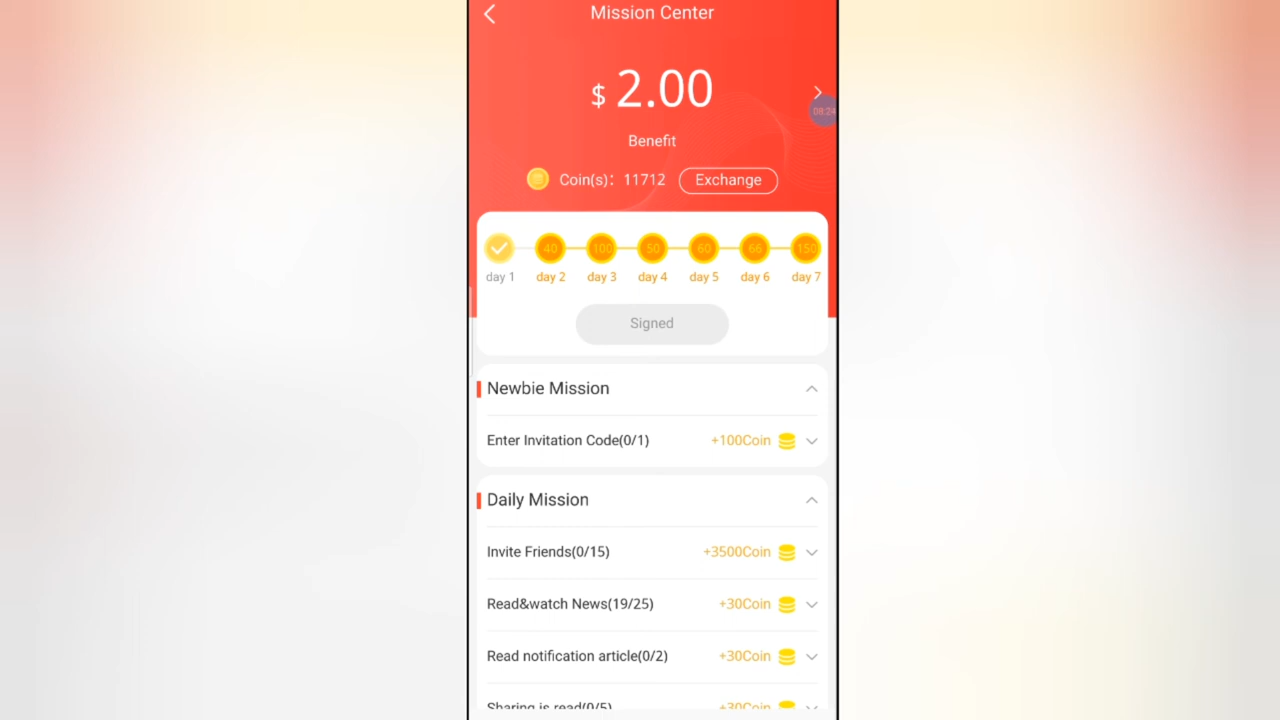 Mission Center
$ 2.00
08:24
Benefit
Coin(s): 11712 Exchange
40 100 50 60 66 150
day 1 day 2 day 3 day 4 day 5 day 6 day 7
Signed
Newbie Mission
Enter Invitation Code(0/1) +100Coin
Daily Mission
Invite Friends(0/15) +3500Coin
Read&watch News(19/25) +30Coin
Read notification article(0/2) +30Coin
Sharing is read(0/5) +30Coin